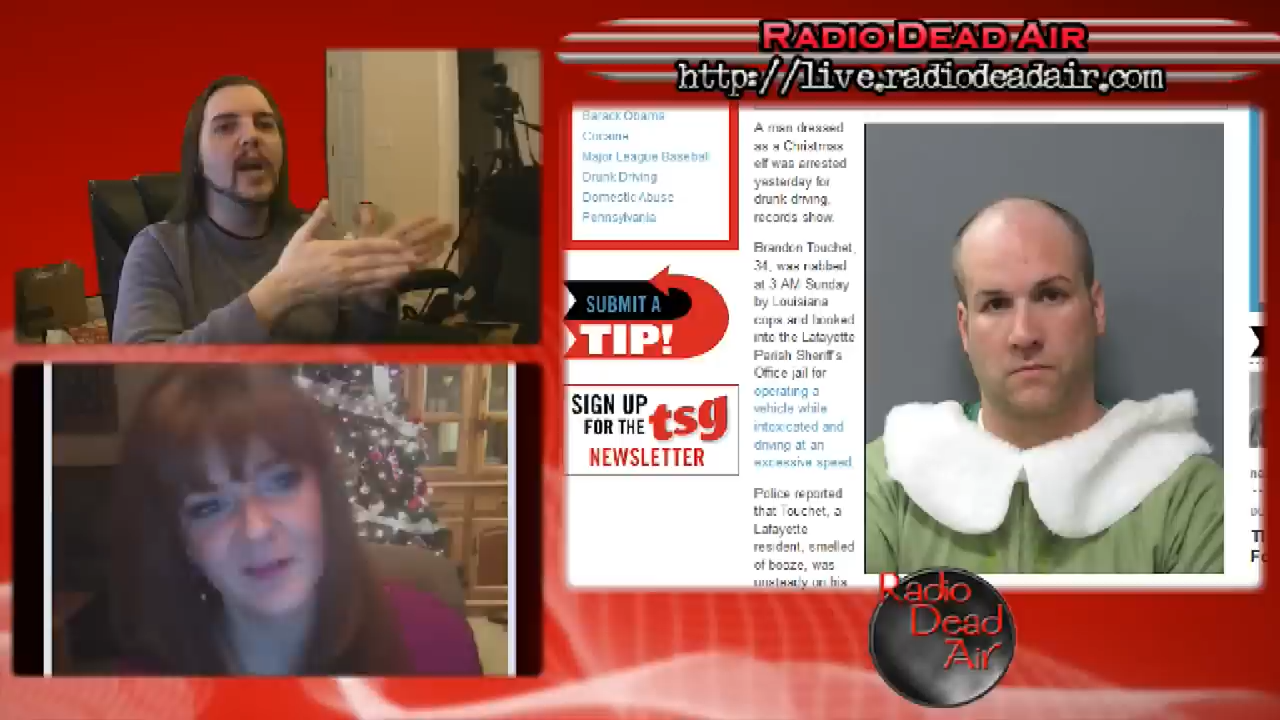 RADIO DEAD AIR
http://live.radiodeadair.com
Barack Obama
Cocaine
Major League Baseball
Drunk Driving
Domestic Abuse
Pennsylvania
SUBMIT A
TIP!
SIGN UP
FOR THE tsg
NEWSLETTER
A man dressed
as a Christmas
elf was arrested
yesterday for
drunk driving,
records show.
Brandon Touchet,
34, was nabbed
at 3 AM Sunday
by Louisiana
cops and booked
into the Lafayette
Parish Sheriff's
Office jail for
operating a
vehicle while
intoxicated and
driving at an
excessive speed.
Police reported
that Touchet, a
Lafayette
resident, smelled
of booze, was
unsteady on his
Radio
Dead
Air